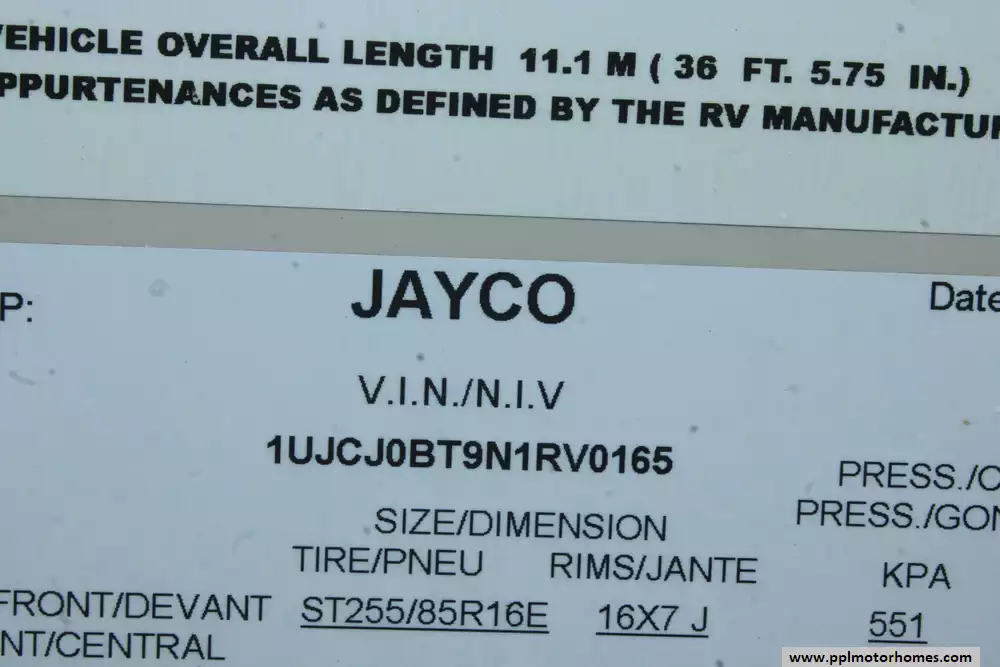 VEHICLE OVERALL LENGTH 11.1 M ( 36 FT. 5.75 IN.)
PPURTENANCES AS DEFINED BY THE RV MANUFACTUR
JAYCO
P:
Date
V.I.N./N.I.V
1UJCJ0BT9N1RV0165
PRESS./C
SIZE/DIMENSION
PRESS./GON
TIRE/PNEU RIMS/JANTE KPA
FRONT/DEVANT ST255/85R16E 16X7 J 551
NT/CENTRAL
www.pplmotorhomes.com